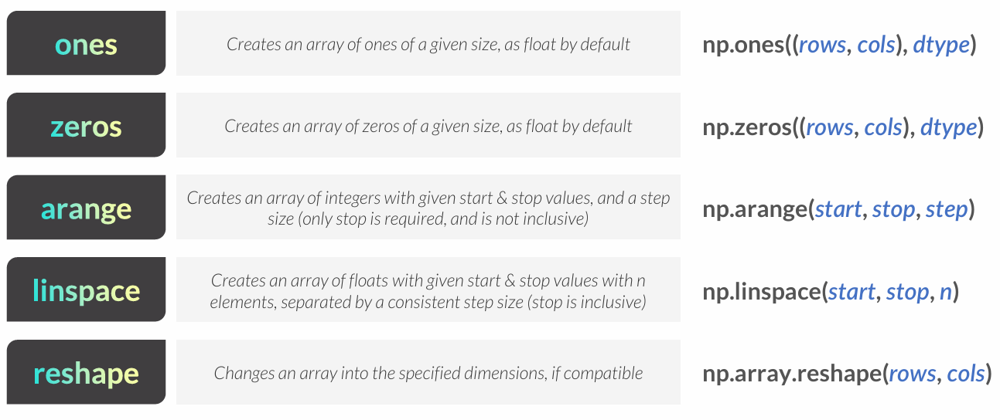 ones
Creates an array of ones of a given size, as float by default
np.ones((rows, cols), dtype)
zeros
Creates an array of zeros of a given size, as float by default
np.zeros((rows, cols), dtype)
arange
Creates an array of integers with given start & stop values, and a step
size (only stop is required, and is not inclusive)
np.arange(start, stop, step)
linspace
Creates an array of floats with given start & stop values with n
elements, separated by a consistent step size (stop is inclusive)
np.linspace(start, stop, n)
reshape
Changes an array into the specified dimensions, if compatible
np.array.reshape(rows, cols)